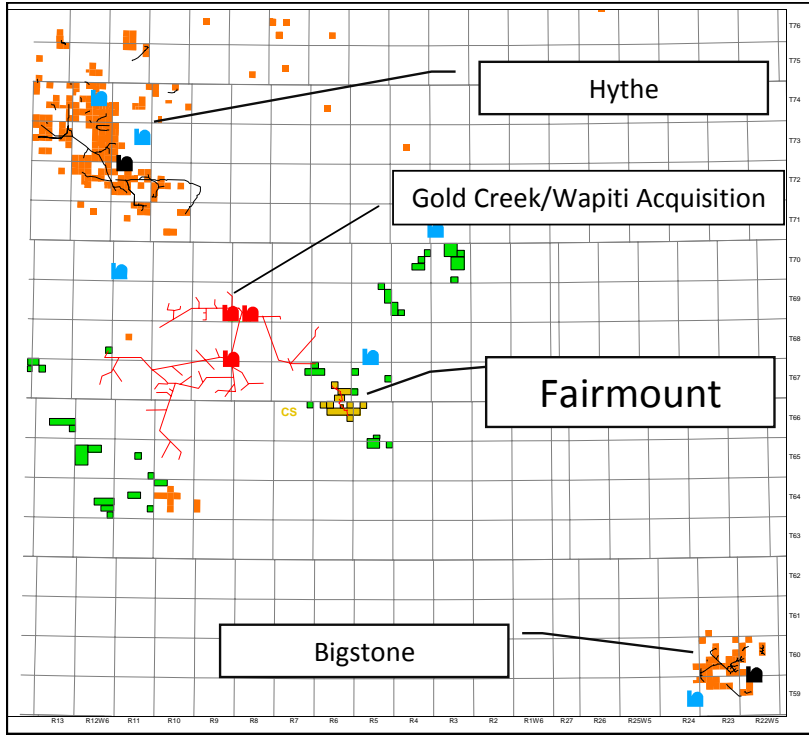 T76
T75
Hythe
T74
T73
T72
Gold Creek/Wapiti Acquisition
T71
T70
T69
T68
Fairmount
T67
CS
T66
T65
T64
T63
T62
T61
Bigstone
T60
T59
R13 R12W6 R11 R10 R9 R8 R7 R6 R5 R4 R3 R2 R1W6 R27 R26 R25W5 R24 R23 R22W5